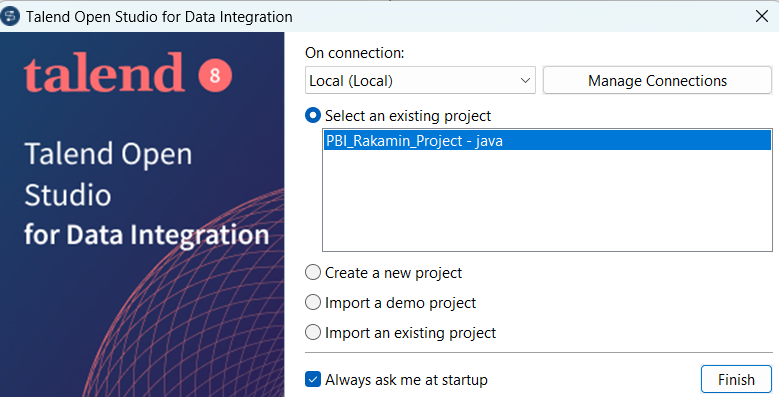 Talend Open Studio for Data Integration
talend 8
Talend Open
Studio
for Data Integration
On connection:
Local (Local)
Manage Connections
Select an existing project
PBI_Rakamin_Project - java
Create a new project
Import a demo project
Import an existing project
Always ask me at startup
Finish